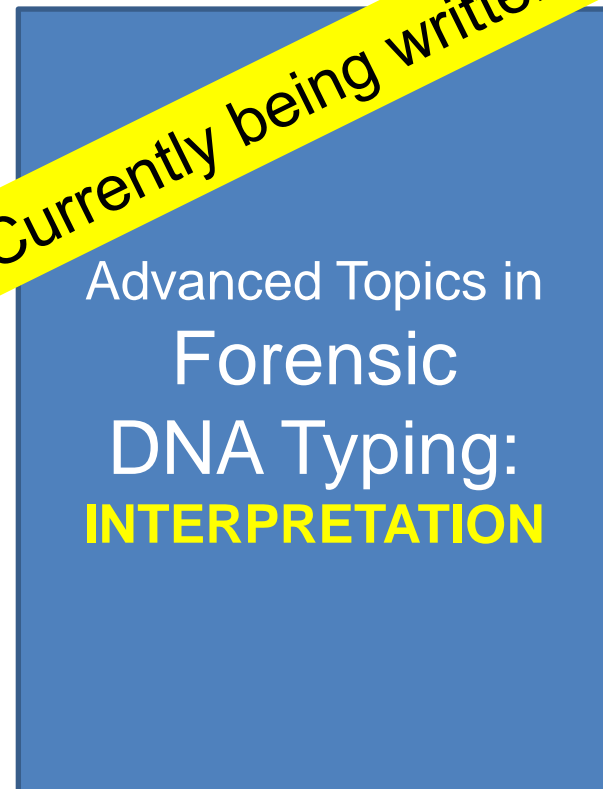 Currently being
Advanced Topics in
Forensic
DNA Typing:
INTERPRETATION